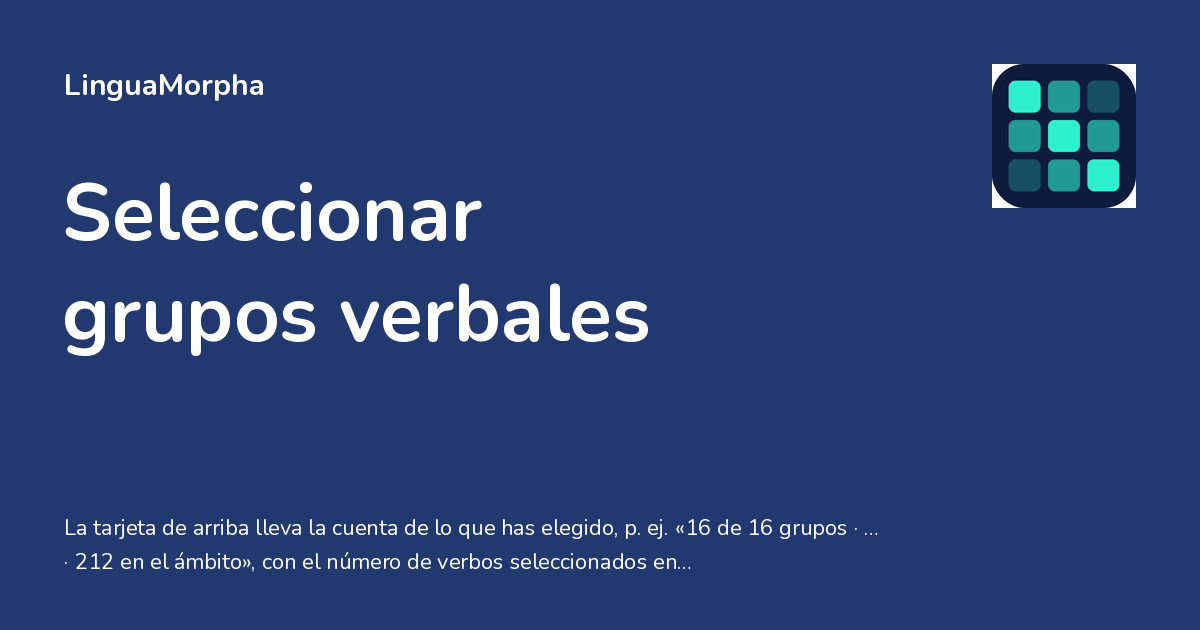 LinguaMorpha
Seleccionar
grupos verbales
La tarjeta de arriba lleva la cuenta de lo que has elegido, p. ej. «16 de 16 grupos · …
· 212 en el ámbito», con el número de verbos seleccionados en…